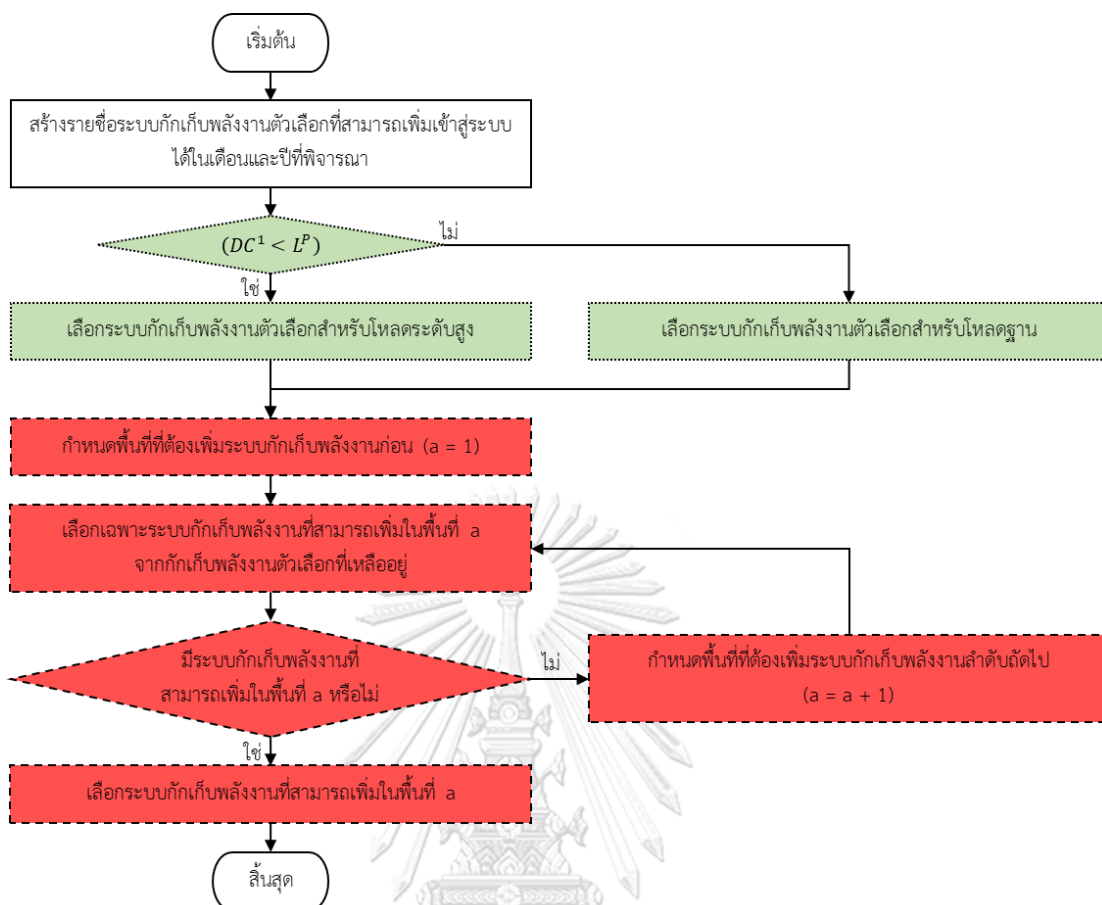 เริ่มต้น
สร้างรายชื่อระบบกักเก็บพลังงานตัวเลือกที่สามารถเพิ่มเข้าสู่ระบบ
ได้ในเดือนและปีที่พิจารณา
(DC¹ < Lᴾ)
ไม่
ใช่
เลือกระบบกักเก็บพลังงานตัวเลือกสำหรับโหลดระดับสูง
เลือกระบบกักเก็บพลังงานตัวเลือกสำหรับโหลดฐาน
กำหนดพื้นที่ที่ต้องเพิ่มระบบกักเก็บพลังงานก่อน (a = 1)
เลือกเฉพาะระบบกักเก็บพลังงานที่สามารถเพิ่มในพื้นที่ a
จากกักเก็บพลังงานตัวเลือกที่เหลืออยู่
มีระบบกักเก็บพลังงานที่
สามารถเพิ่มในพื้นที่ a หรือไม่
ไม่
กำหนดพื้นที่ที่ต้องเพิ่มระบบกักเก็บพลังงานลำดับถัดไป
(a = a + 1)
ใช่
เลือกระบบกักเก็บพลังงานที่สามารถเพิ่มในพื้นที่ a
สิ้นสุด